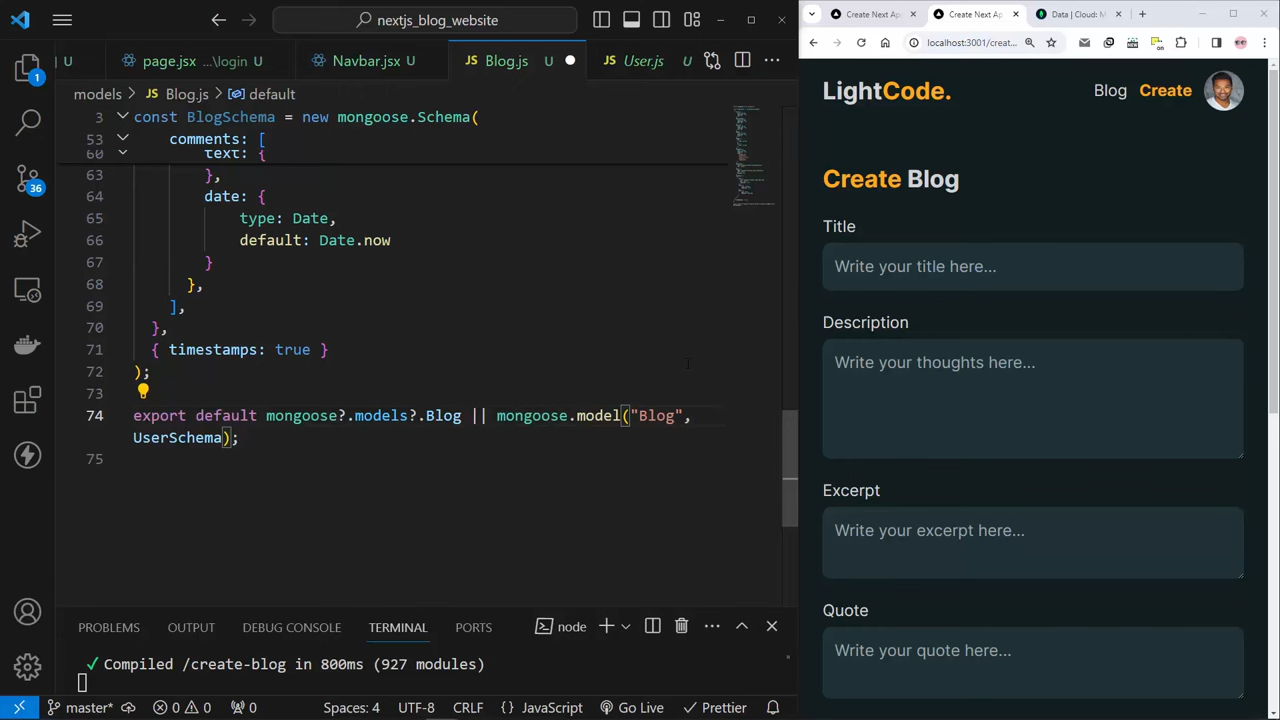 nextjs_blog_website
U
page.jsx ...\login U
Navbar.jsx U
Blog.js U
User.js U
models > Blog.js > default
3 const BlogSchema = new mongoose.Schema(
53 comments: [
60 text: {
63 },
64 date: {
65 type: Date,
66 default: Date.now
67 }
68 },
69 ],
70 },
71 { timestamps: true }
72 );
73
74 export default mongoose?.models?.Blog || mongoose.model("Blog",
UserSchema);
75
1
36
PROBLEMS OUTPUT DEBUG CONSOLE TERMINAL PORTS
node
✓ Compiled /create-blog in 800ms (927 modules)
master* 0 0 0 Spaces: 4 UTF-8 CRLF {} JavaScript Go Live Prettier
Create Next Ap
Create Next Ap
Data | Cloud: M
localhost:3001/creat...
LightCode.
Blog Create
Create Blog
Title
Write your title here...
Description
Write your thoughts here...
Excerpt
Write your excerpt here...
Quote
Write your quote here...